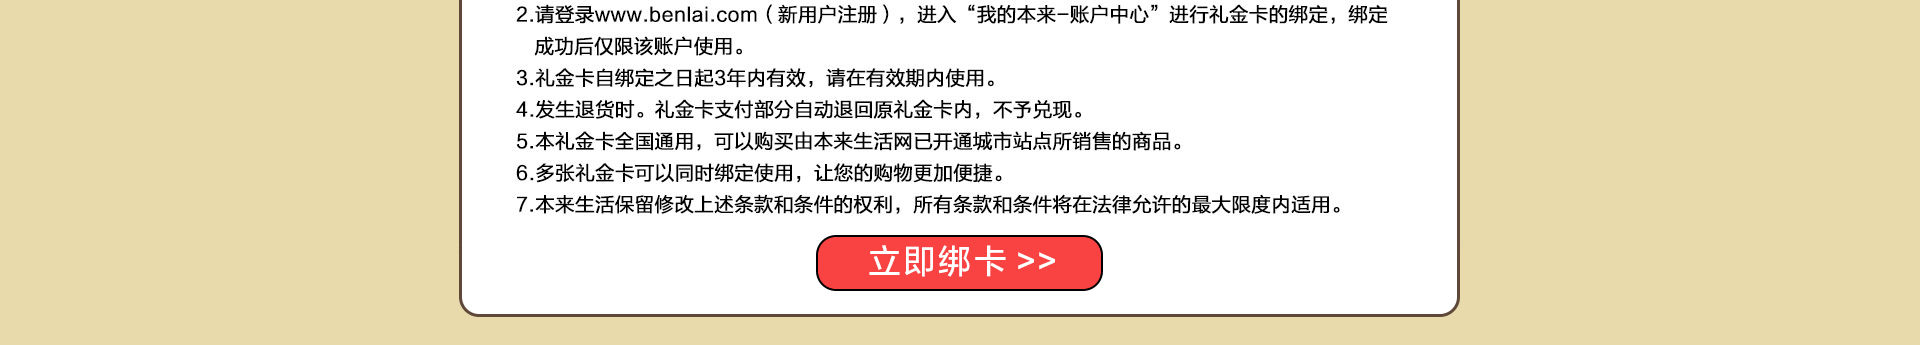 2.请登录www.benlai.com（新用户注册），进入“我的本来-账户中心”进行礼金卡的绑定，绑定
成功后仅限该账户使用。
3.礼金卡自绑定之日起3年内有效，请在有效期内使用。
4.发生退货时。礼金卡支付部分自动退回原礼金卡内，不予兑现。
5.本礼金卡全国通用，可以购买由本来生活网已开通城市站点所销售的商品。
6.多张礼金卡可以同时绑定使用，让您的购物更加便捷。
7.本来生活保留修改上述条款和条件的权利，所有条款和条件将在法律允许的最大限度内适用。
立即绑卡 >>